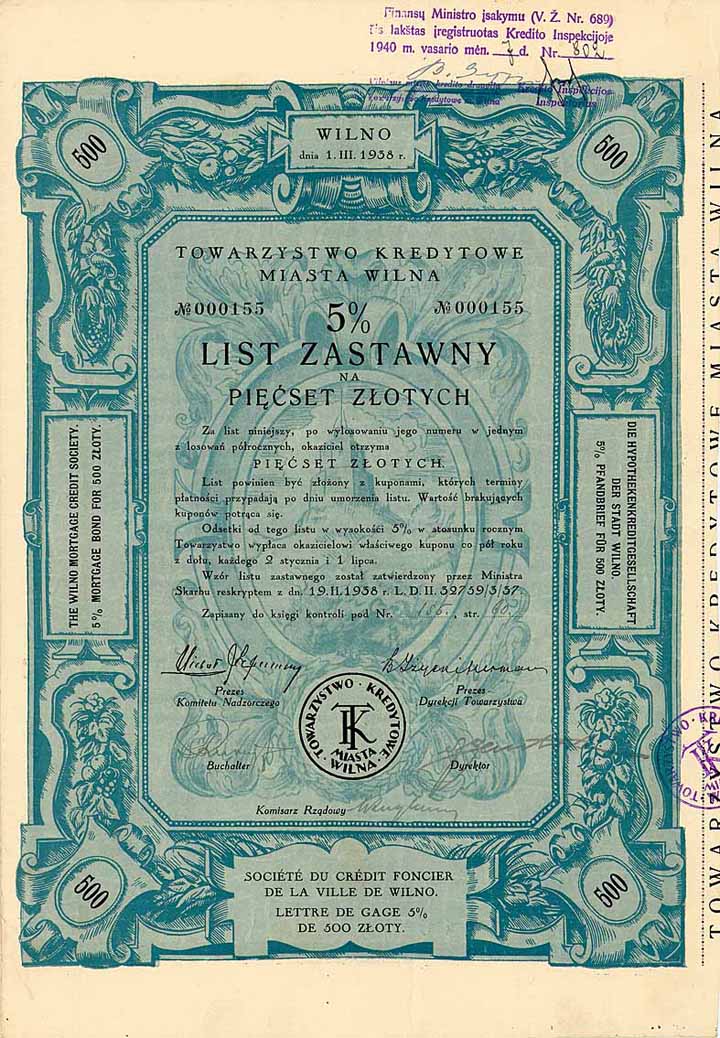 Finansų Ministro įsakymu (V. Ž. Nr. 689)
lakštas įregistruotas Kredito Inspekcijoje
1940 m. vasario mėn. 7 d. Nr. 802
Kredito Inspekcijos
Inspektorius
WILNO
dnia 1. III. 1938 r.
500
500
TOWARZYSTWO KREDYTOWE
MIASTA WILNA
№ 000155
№ 000155
5%
LIST ZASTAWNY
NA
PIĘĆSET ZŁOTYCH
Za list niniejszy, po wylosowaniu jego numeru w jednym
z losowań półrocznych, okaziciel otrzyma
PIĘĆSET ZŁOTYCH.
List powinien być złożony z kuponami, których terminy
płatności przypadają po dniu umorzenia listu. Wartość brakujących
kuponów potrąca się.
Odsetki od tego listu w wysokośći 5% w stosunku rocznym
Towarzystwo wypłaca okazicielowi właściwego kuponu co pół roku
z dołu, każdego 2 stycznia i 1 lipca.
Wzór listu zastawnego został zatwierdzony przez Ministra
Skarbu reskryptem z dn. 19.II.1938 r. L. D. II. 32759/3/37.
Zapisany do księgi kontroli pod Nr. 155, str.
Prezes
Komitetu Nadzorczego
Prezes
Dyrekcji Towarzystwa
TOWARZYSTWO · KREDYTOWE ·
TK
MIASTA
WILNA
Buchalter
Dyrektor
Komisarz Rządowy
THE WILNO MORTGAGE CREDIT SOCIETY.
5% MORTGAGE BOND FOR 500 ZŁOTY.
DIE HYPOTHEKENKREDITGESELLSCHAFT
DER STADT WILNO.
5% PFANDBRIEF FÜR 500 ZŁOTY.
500
500
SOCIÉTÉ DU CRÉDIT FONCIER
DE LA VILLE DE WILNO.
LETTRE DE GAGE 5%
DE 500 ZŁOTY.
TOWARZYSTWO KREDYTOWE MIASTA WILNA